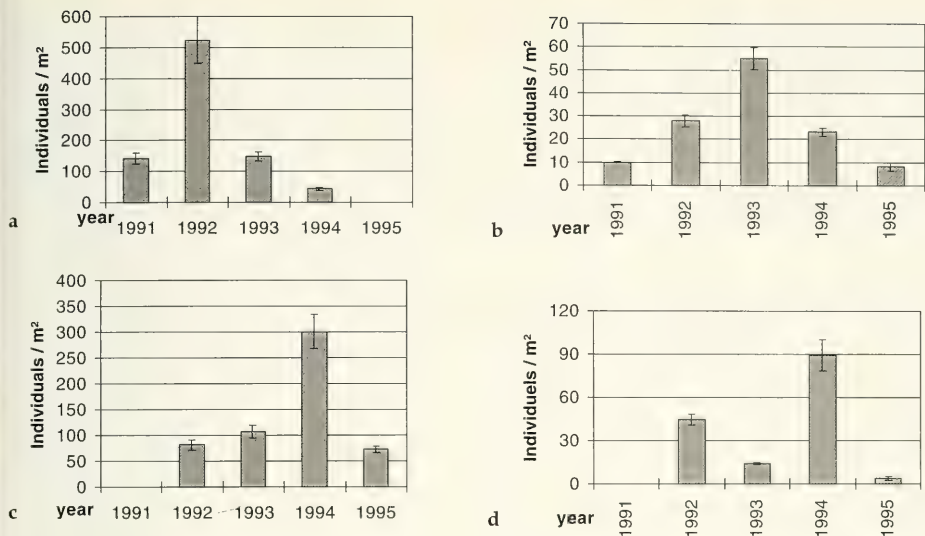 600
500
400
300
200
100
0
Individuals / m²
a
year
1991 1992 1993 1994 1995
70
60
50
40
30
20
10
0
Individuals / m²
b
year
1991 1992 1993 1994 1995
400
350
300
250
200
150
100
50
0
Individuals / m²
c
year 1991 1992 1993 1994 1995
120
90
60
30
0
Individuels / m²
d
year
1991 1992 1993 1994 1995